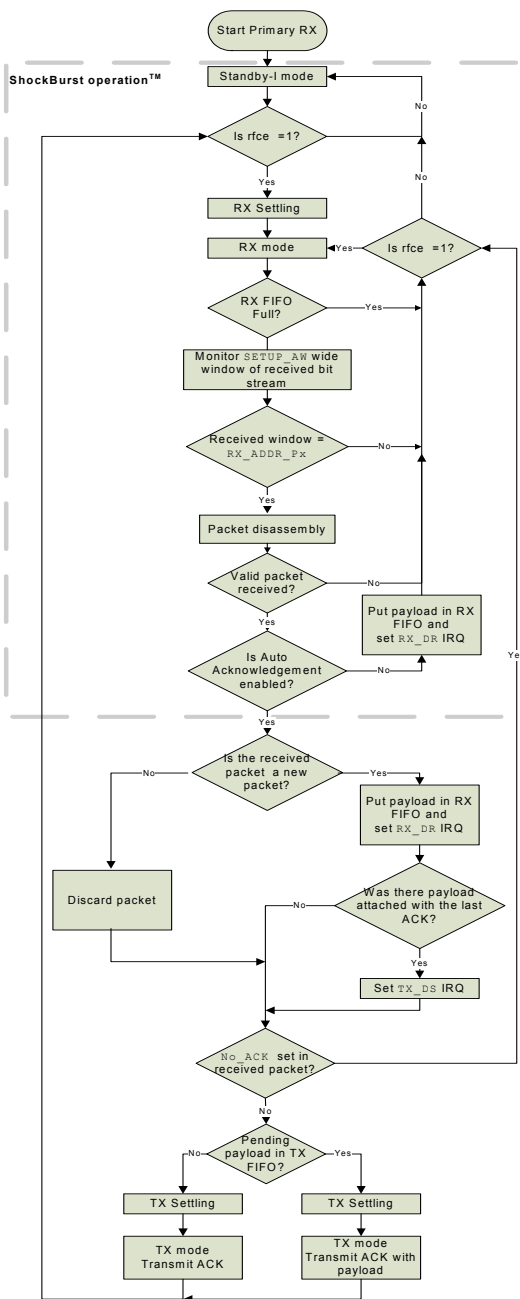 Start Primary RX
ShockBurst operation™
Standby-I mode
No
Is rfce =1?
No
Yes
RX Settling
RX mode
Yes
Is rfce =1?
RX FIFO
Full?
Yes
Monitor SETUP_AW wide
window of received bit
stream
Received window =
RX_ADDR_Px
No
Yes
Packet disassembly
Valid packet
received?
No
Put payload in RX
FIFO and
set RX_DR IRQ
Yes
Is Auto
Acknowledgement
enabled?
No
Ye
Yes
Is the received
packet a new
packet?
No
Yes
Put payload in RX
FIFO and
set RX_DR IRQ
Discard packet
Was there payload
attached with the last
ACK?
No
Yes
Set TX_DS IRQ
No_ACK set in
received packet?
No
Pending
payload in TX
FIFO?
No
Yes
TX Settling
TX Settling
TX mode
Transmit ACK
TX mode
Transmit ACK with
payload